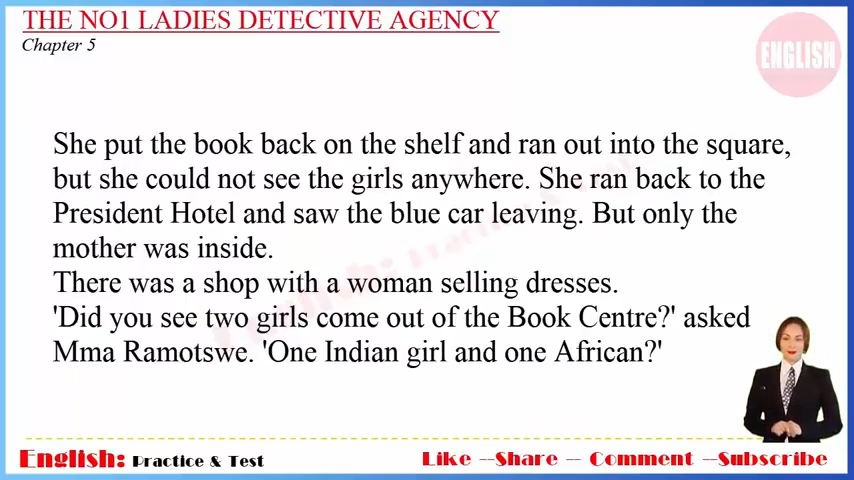 THE NO1 LADIES DETECTIVE AGENCY
Chapter 5
ENGLISH
She put the book back on the shelf and ran out into the square,
but she could not see the girls anywhere. She ran back to the
President Hotel and saw the blue car leaving. But only the
mother was inside.
There was a shop with a woman selling dresses.
'Did you see two girls come out of the Book Centre?' asked
Mma Ramotswe. 'One Indian girl and one African?'
English: Practice & Test
Like --Share -- Comment --Subscribe